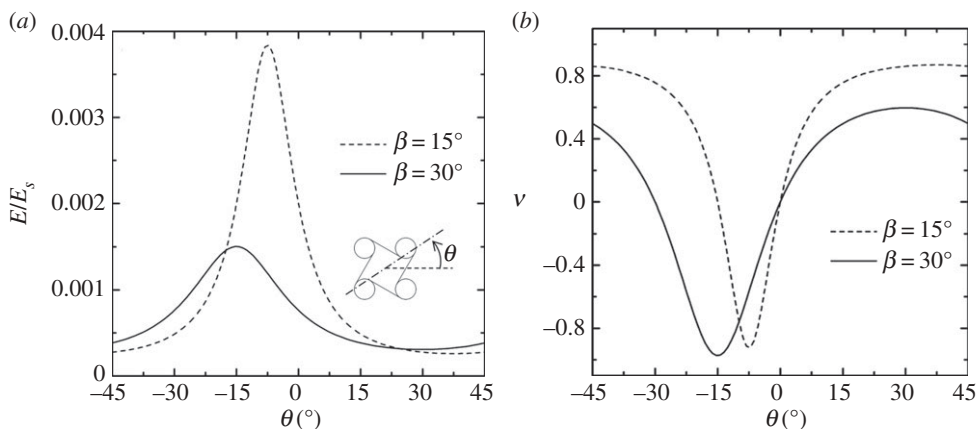 (a)
0.004
0.003
0.002
0.001
0
E/Es
β = 15°
β = 30°
θ
–45 –30 –15 0 15 30 45
θ (°)
(b)
0.8
0.4
0
–0.4
–0.8
ν
β = 15°
β = 30°
–45 –30 –15 0 15 30 45
θ (°)